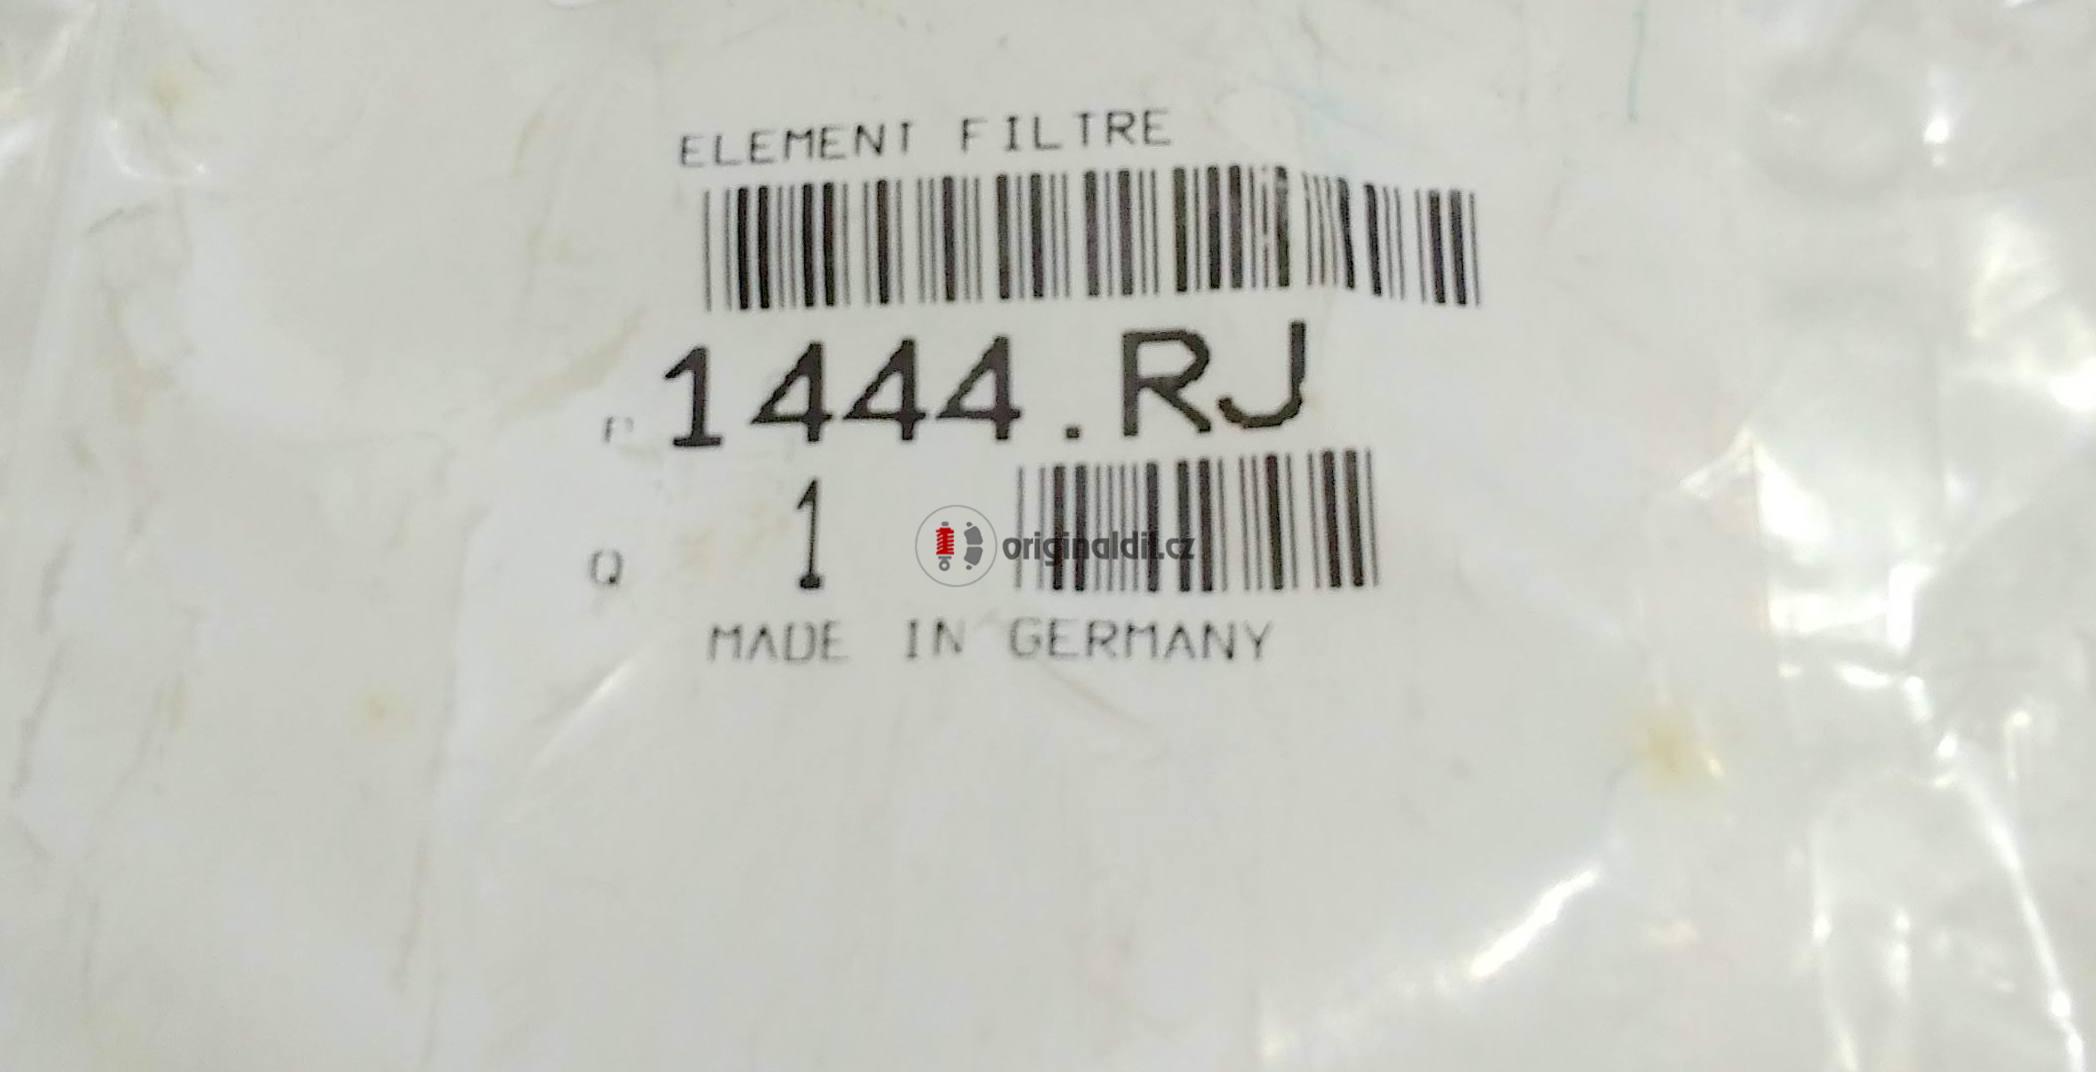 ELEMENT FILTRE
P 1444.RJ
Q 1
originaldil.cz
MADE IN GERMANY